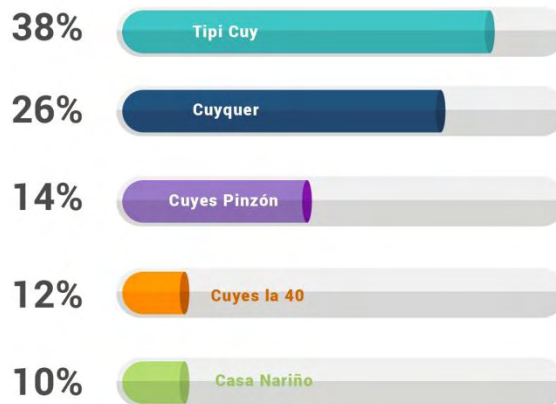 38%
Tipi Cuy
26%
Cuyquer
14%
Cuyes Pinzón
12%
Cuyes la 40
10%
Casa Nariño